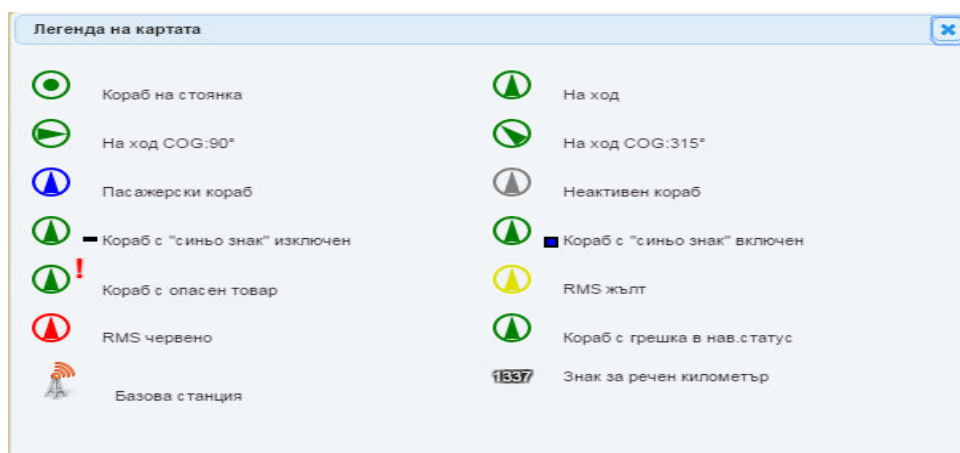 Легенда на картата
Кораб на стоянка
На ход
На ход COG:90°
На ход COG:315°
Пасажерски кораб
Неактивен кораб
Кораб с "синьо знак" изключен
Кораб с "синьо знак" включен
!
Кораб с опасен товар
RMS жълт
RMS червено
Кораб с грешка в нав.статус
1337
Знак за речен километър
Базова станция